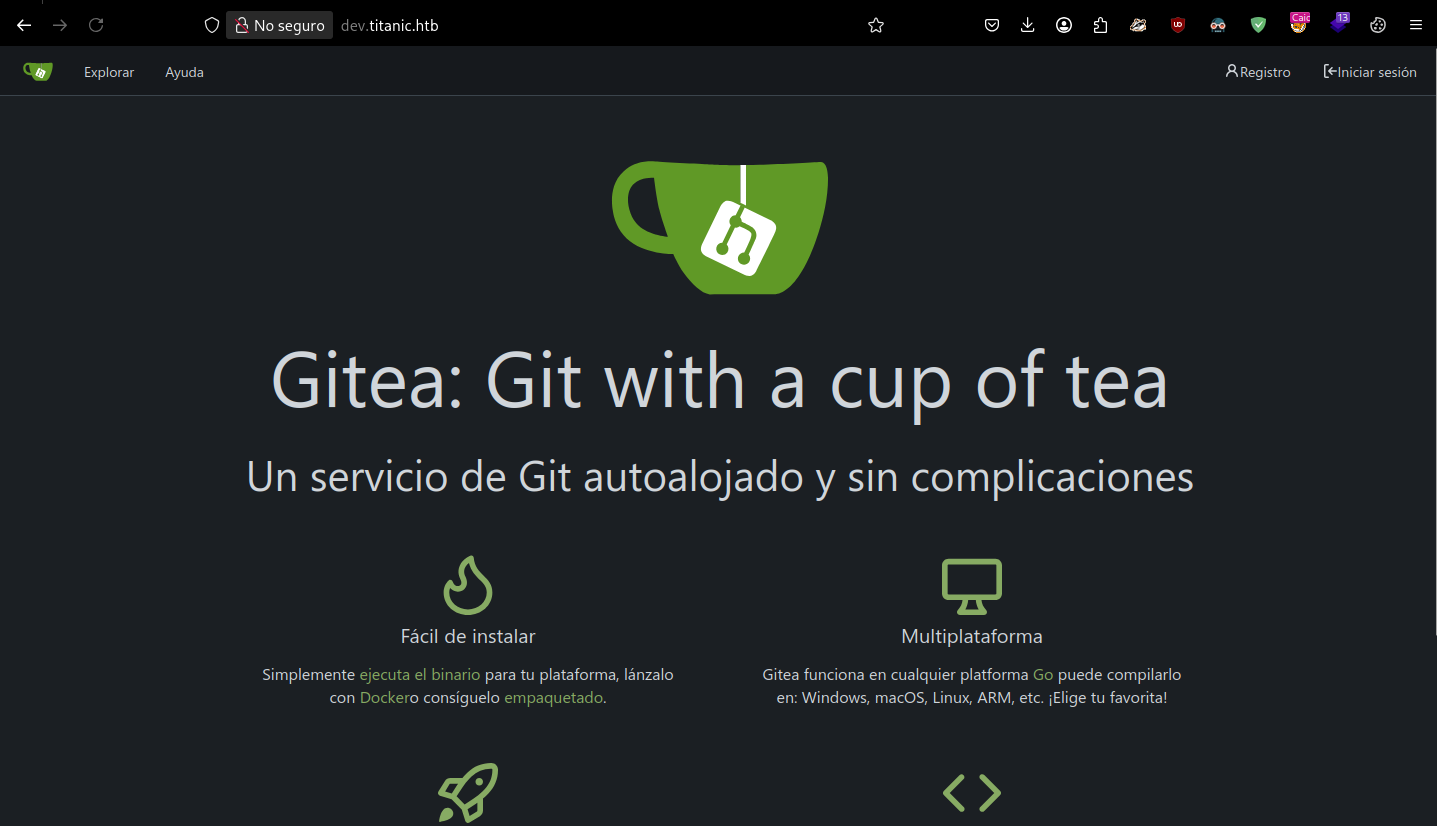 No seguro dev.titanic.htb
13
Explorar Ayuda Registro Iniciar sesión
Gitea: Git with a cup of tea
Un servicio de Git autoalojado y sin complicaciones
Fácil de instalar
Simplemente ejecuta el binario para tu plataforma, lánzalo
con Dockero consíguelo empaquetado.
Multiplataforma
Gitea funciona en cualquier platforma Go puede compilarlo
en: Windows, macOS, Linux, ARM, etc. ¡Elige tu favorita!